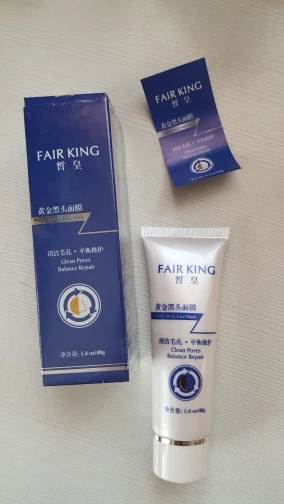 FAIR KING
皙皇
黄金黑头面膜
清洁毛孔·平衡修护
Clean Pores
Balance Repair
净含量: 1.4 oz/40g
FAIR KING
皙皇
黄金黑头面膜
清洁毛孔·平衡修护
Clean Pores
Balance Repair
FAIR KING
皙皇
黄金黑头面膜
Gold Black Face Mask
清洁毛孔·平衡修护
Clean Pores
Balance Repair
净含量: 1.4 oz/40g